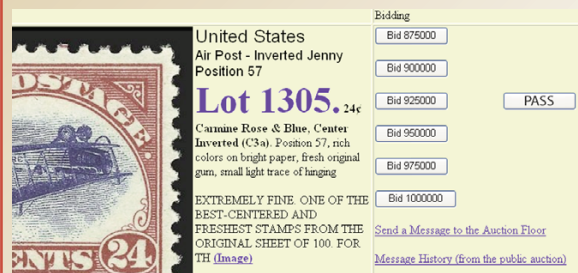 POSTAGE
ENTS 24
United States
Air Post - Inverted Jenny
Position 57
Lot 1305. 24¢
Carmine Rose & Blue, Center
Inverted (C3a). Position 57, rich
colors on bright paper, fresh original
gum, small light trace of hinging
EXTREMELY FINE. ONE OF THE
BEST-CENTERED AND
FRESHEST STAMPS FROM THE
ORIGINAL SHEET OF 100. FOR
TH (Image)
Bidding
Bid 875000
Bid 900000
Bid 925000
PASS
Bid 950000
Bid 975000
Bid 1000000
Send a Message to the Auction Floor
Message History (from the public auction)